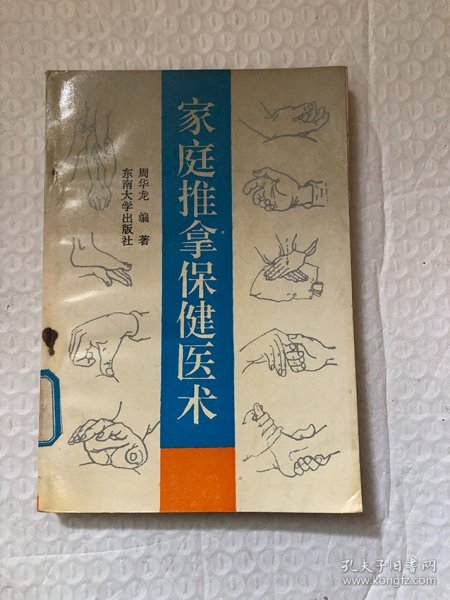 家庭推拿保健医术
周华龙 编著
东南大学出版社
孔夫子旧书网
www.kongfz.com